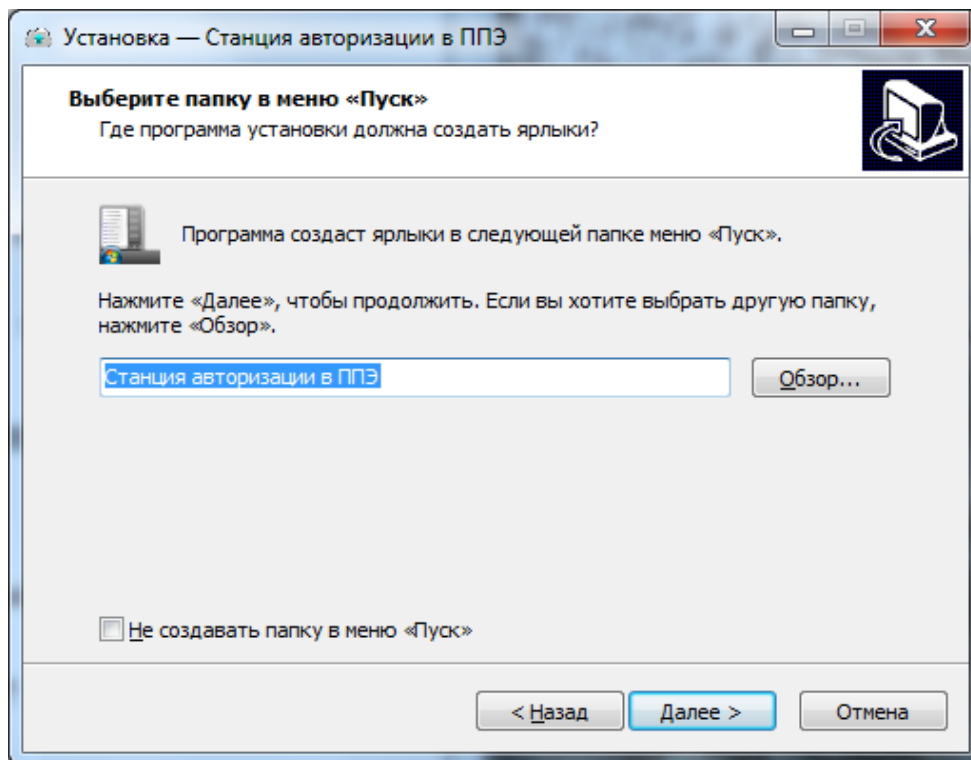 Установка — Станция авторизации в ППЭ
Выберите папку в меню «Пуск»
Где программа установки должна создать ярлыки?
Программа создаст ярлыки в следующей папке меню «Пуск».
Нажмите «Далее», чтобы продолжить. Если вы хотите выбрать другую папку,
нажмите «Обзор».
Станция авторизации в ППЭ
Обзор...
Не создавать папку в меню «Пуск»
< Назад
Далее >
Отмена